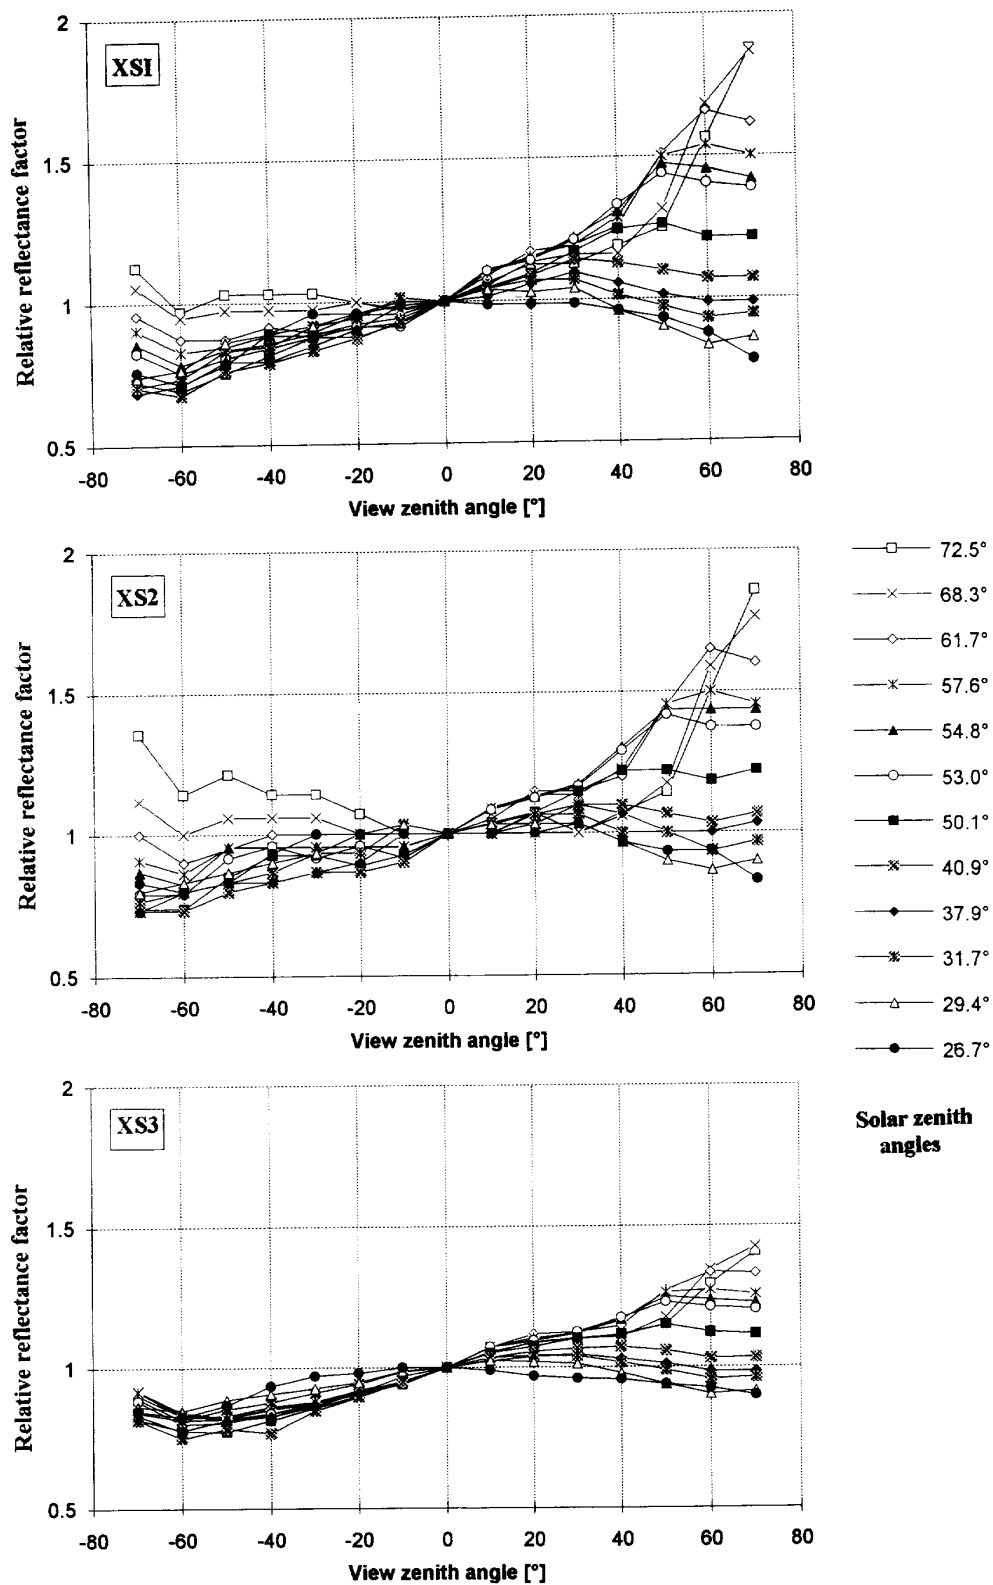 XSI
Relative reflectance factor
2
1.5
1
0.5
-80 -60 -40 -20 0 20 40 60 80
View zenith angle [°]
XS2
Relative reflectance factor
2
1.5
1
0.5
-80 -60 -40 -20 0 20 40 60 80
View zenith angle [°]
72.5°
68.3°
61.7°
57.6°
54.8°
53.0°
50.1°
40.9°
37.9°
31.7°
29.4°
26.7°
Solar zenith
angles
XS3
Relative reflectance factor
2
1.5
1
0.5
-80 -60 -40 -20 0 20 40 60 80
View zenith angle [°]